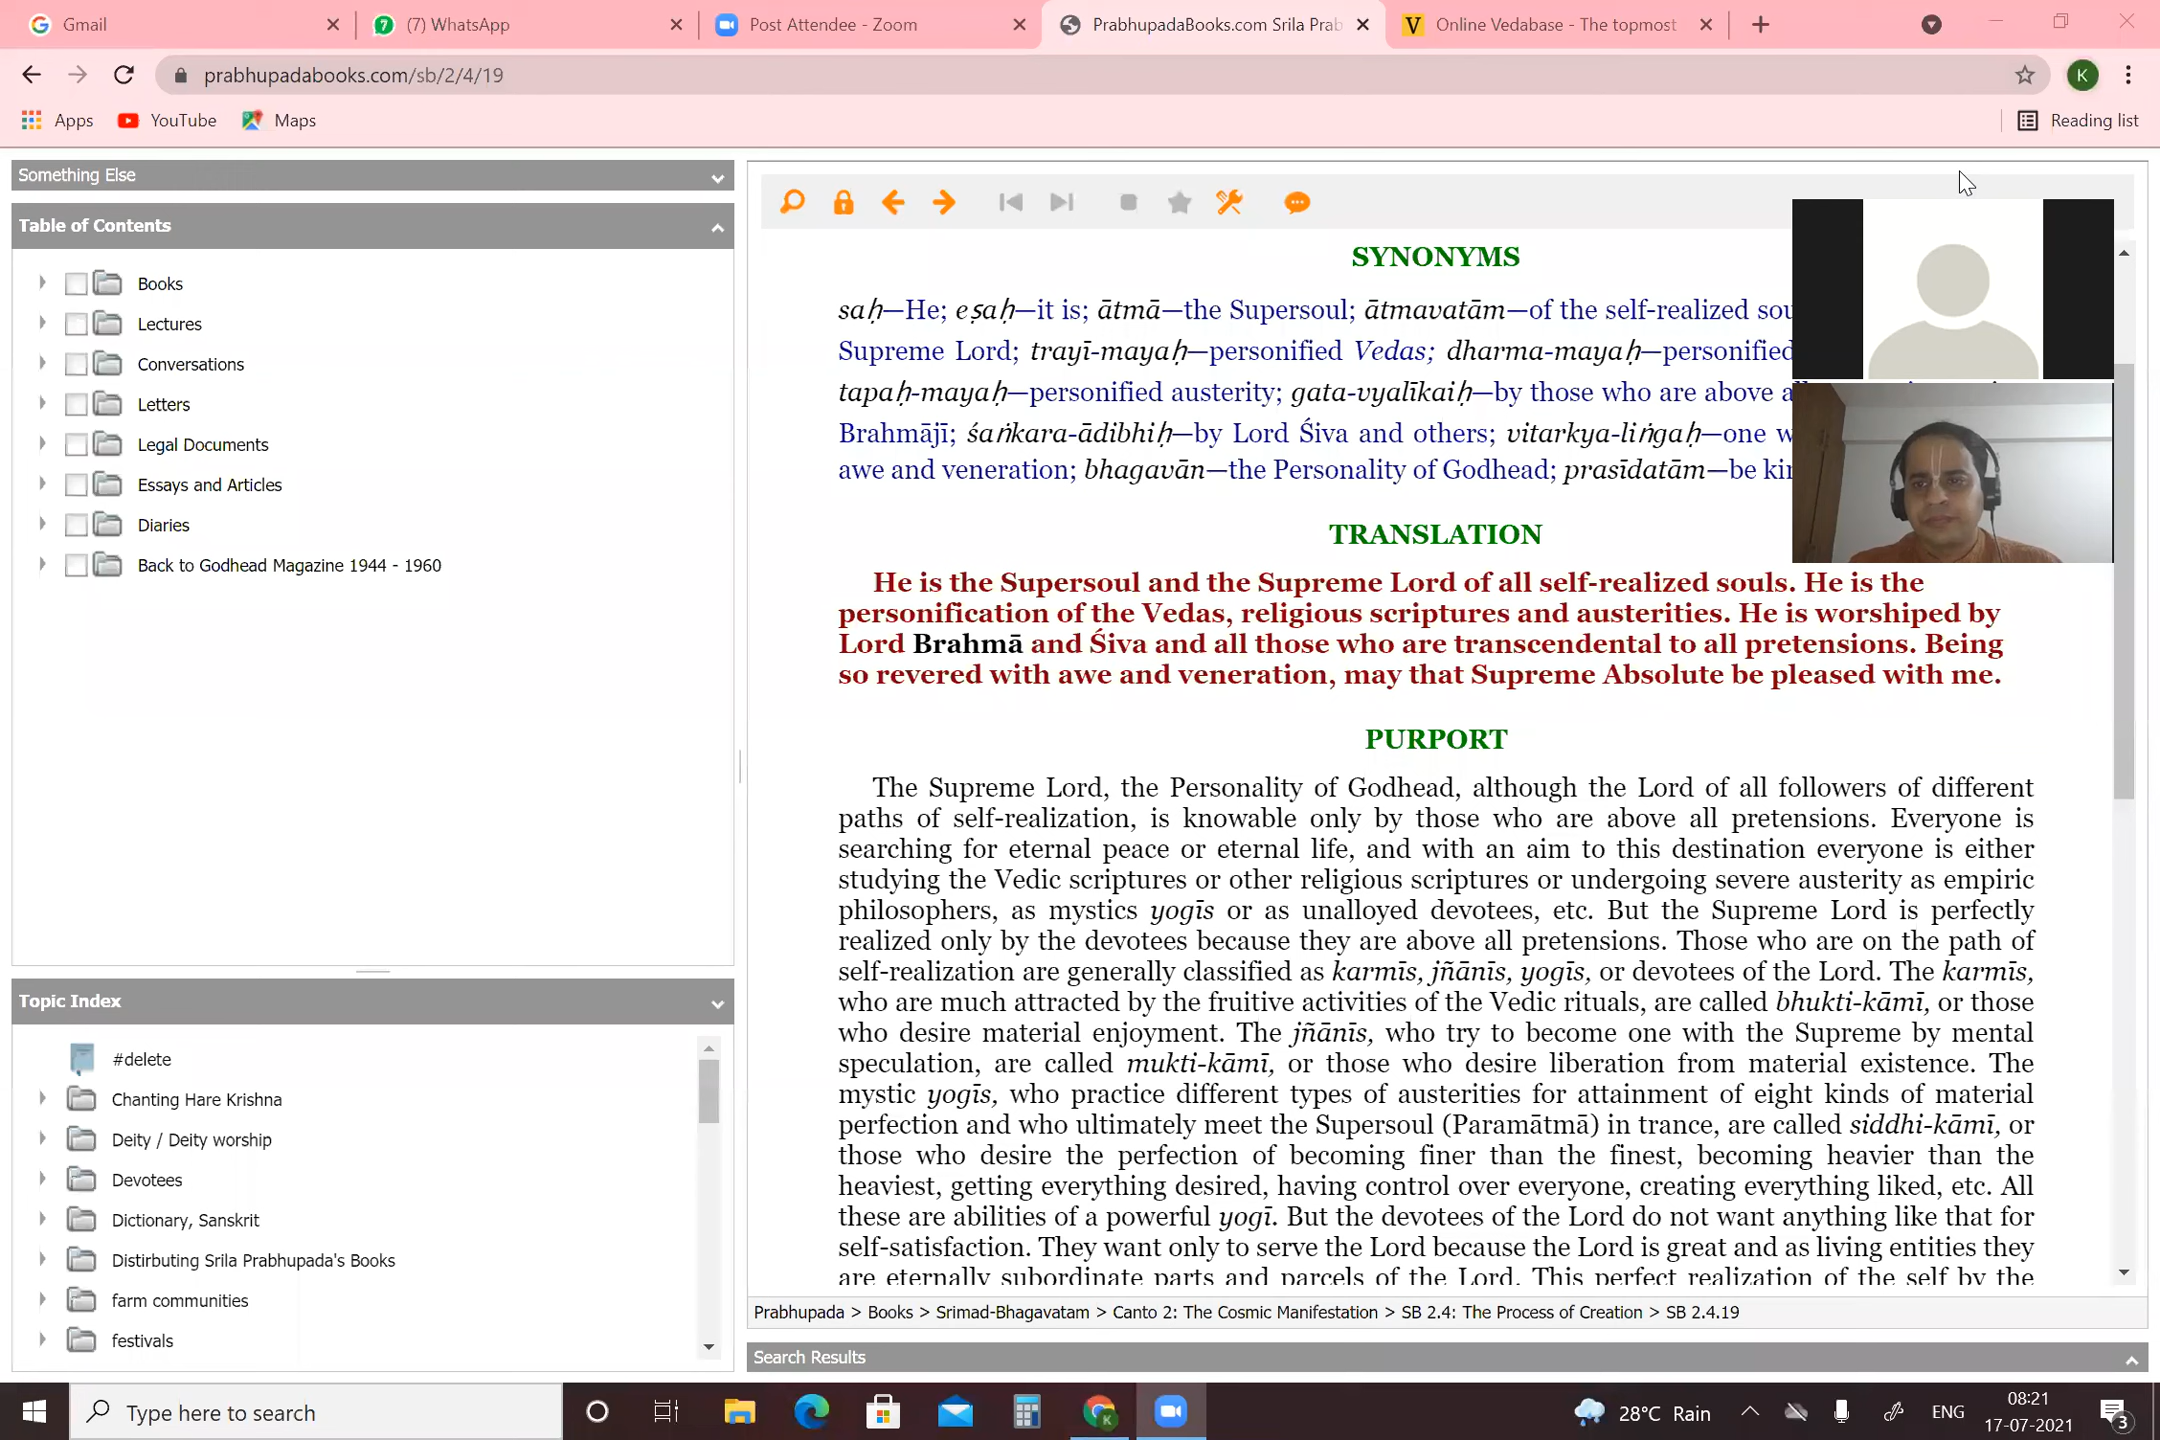 Gmail
(7) WhatsApp
Post Attendee - Zoom
PrabhupadaBooks.com Srila Prab
Online Vedabase - The topmost
prabhupadabooks.com/sb/2/4/19
K
Apps
YouTube
Maps
Reading list
Something Else
Table of Contents
Books
Lectures
Conversations
Letters
Legal Documents
Essays and Articles
Diaries
Back to Godhead Magazine 1944 - 1960
Topic Index
#delete
Chanting Hare Krishna
Deity / Deity worship
Devotees
Dictionary, Sanskrit
Distirbuting Srila Prabhupada's Books
farm communities
festivals
SYNONYMS
saḥ—He; eṣaḥ—it is; ātmā—the Supersoul; ātmavatām—of the self-realized sou
Supreme Lord; trayī-mayaḥ—personified Vedas; dharma-mayaḥ—personified
tapaḥ-mayaḥ—personified austerity; gata-vyalīkaiḥ—by those who are above a
Brahmājī; śaṅkara-ādibhiḥ—by Lord Śiva and others; vitarkya-liṅgaḥ—one w
awe and veneration; bhagavān—the Personality of Godhead; prasīdatām—be kin
TRANSLATION
He is the Supersoul and the Supreme Lord of all self-realized souls. He is the
personification of the Vedas, religious scriptures and austerities. He is worshiped by
Lord Brahmā and Śiva and all those who are transcendental to all pretensions. Being
so revered with awe and veneration, may that Supreme Absolute be pleased with me.
PURPORT
The Supreme Lord, the Personality of Godhead, although the Lord of all followers of different
paths of self-realization, is knowable only by those who are above all pretensions. Everyone is
searching for eternal peace or eternal life, and with an aim to this destination everyone is either
studying the Vedic scriptures or other religious scriptures or undergoing severe austerity as empiric
philosophers, as mystics yogīs or as unalloyed devotees, etc. But the Supreme Lord is perfectly
realized only by the devotees because they are above all pretensions. Those who are on the path of
self-realization are generally classified as karmīs, jñānīs, yogīs, or devotees of the Lord. The karmīs,
who are much attracted by the fruitive activities of the Vedic rituals, are called bhukti-kāmī, or those
who desire material enjoyment. The jñānīs, who try to become one with the Supreme by mental
speculation, are called mukti-kāmī, or those who desire liberation from material existence. The
mystic yogīs, who practice different types of austerities for attainment of eight kinds of material
perfection and who ultimately meet the Supersoul (Paramātmā) in trance, are called siddhi-kāmī, or
those who desire the perfection of becoming finer than the finest, becoming heavier than the
heaviest, getting everything desired, having control over everyone, creating everything liked, etc. All
these are abilities of a powerful yogī. But the devotees of the Lord do not want anything like that for
self-satisfaction. They want only to serve the Lord because the Lord is great and as living entities they
are eternally subordinate parts and parcels of the Lord. This perfect realization of the self by the
Prabhupada > Books > Srimad-Bhagavatam > Canto 2: The Cosmic Manifestation > SB 2.4: The Process of Creation > SB 2.4.19
Search Results
Type here to search
28°C Rain
ENG
08:21
17-07-2021
3